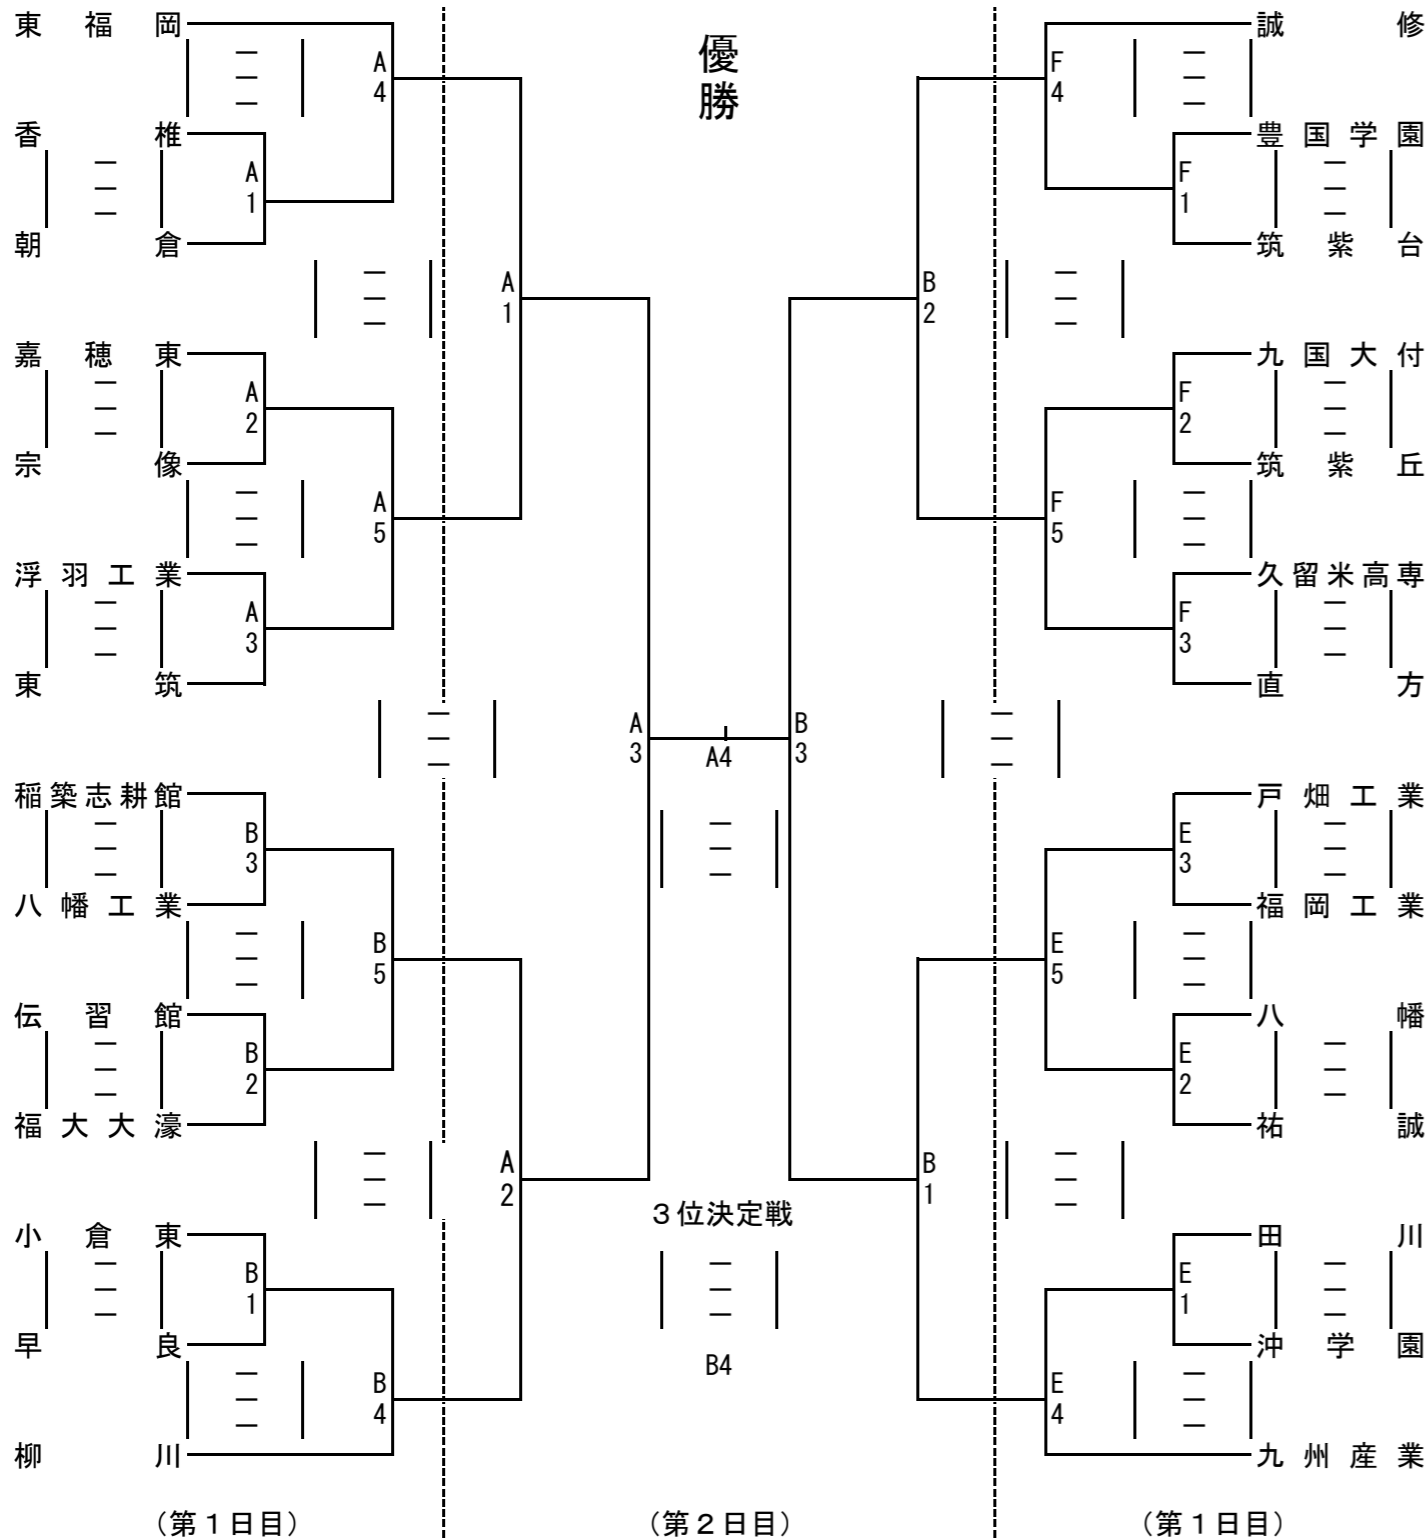 優勝
東福岡
A4
香椎
A1
朝倉
A1
嘉穂東
A2
宗像
A5
浮羽工業
A3
東筑
A3
稲築志耕館
B3
八幡工業
B5
伝習館
B2
福大大濠
A2
小倉東
B1
早良
B4
柳川
A4
3位決定戦
B4
誠修
F4
豊国学園
F1
筑紫台
B2
九国大付
F2
筑紫丘
F5
久留米高専
F3
直方
B3
戸畑工業
E3
福岡工業
E5
八幡
E2
祐誠
B1
田川
E1
沖学園
E4
九州産業
(第1日目)
(第2日目)
(第1日目)